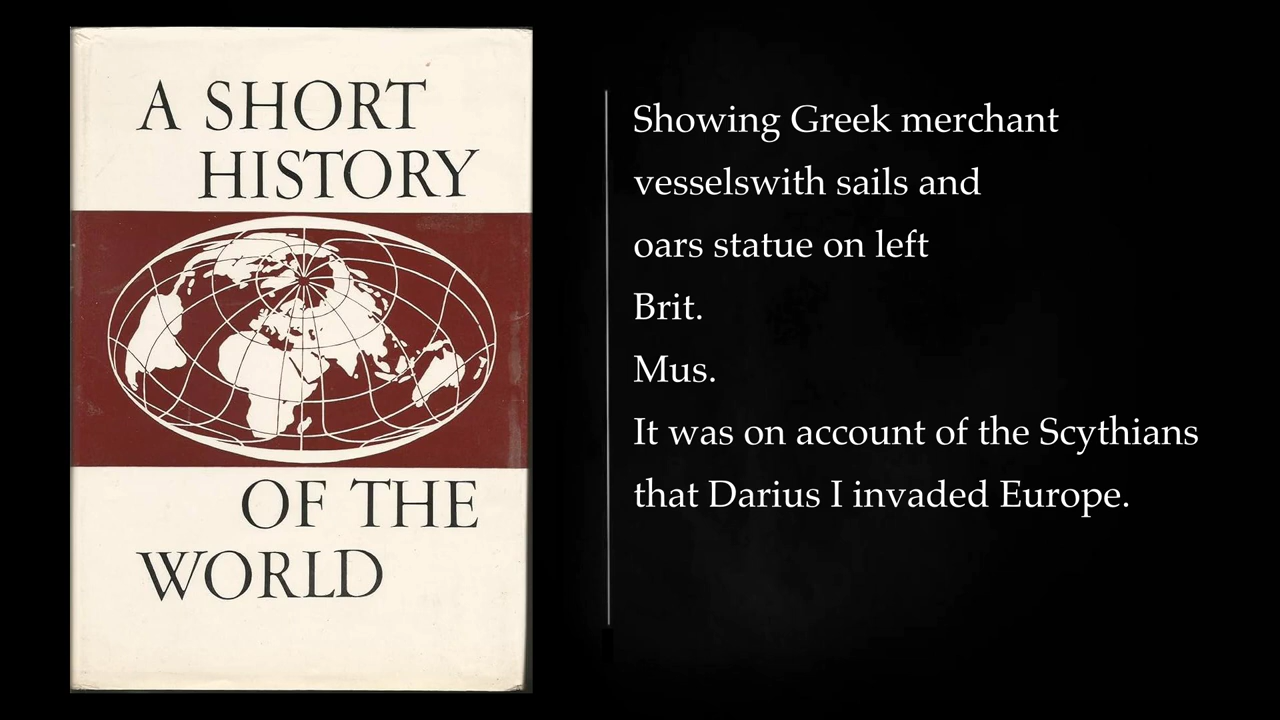 A SHORT
HISTORY
OF THE
WORLD
Showing Greek merchant
vesselswith sails and
oars statue on left
Brit.
Mus.
It was on account of the Scythians
that Darius I invaded Europe.